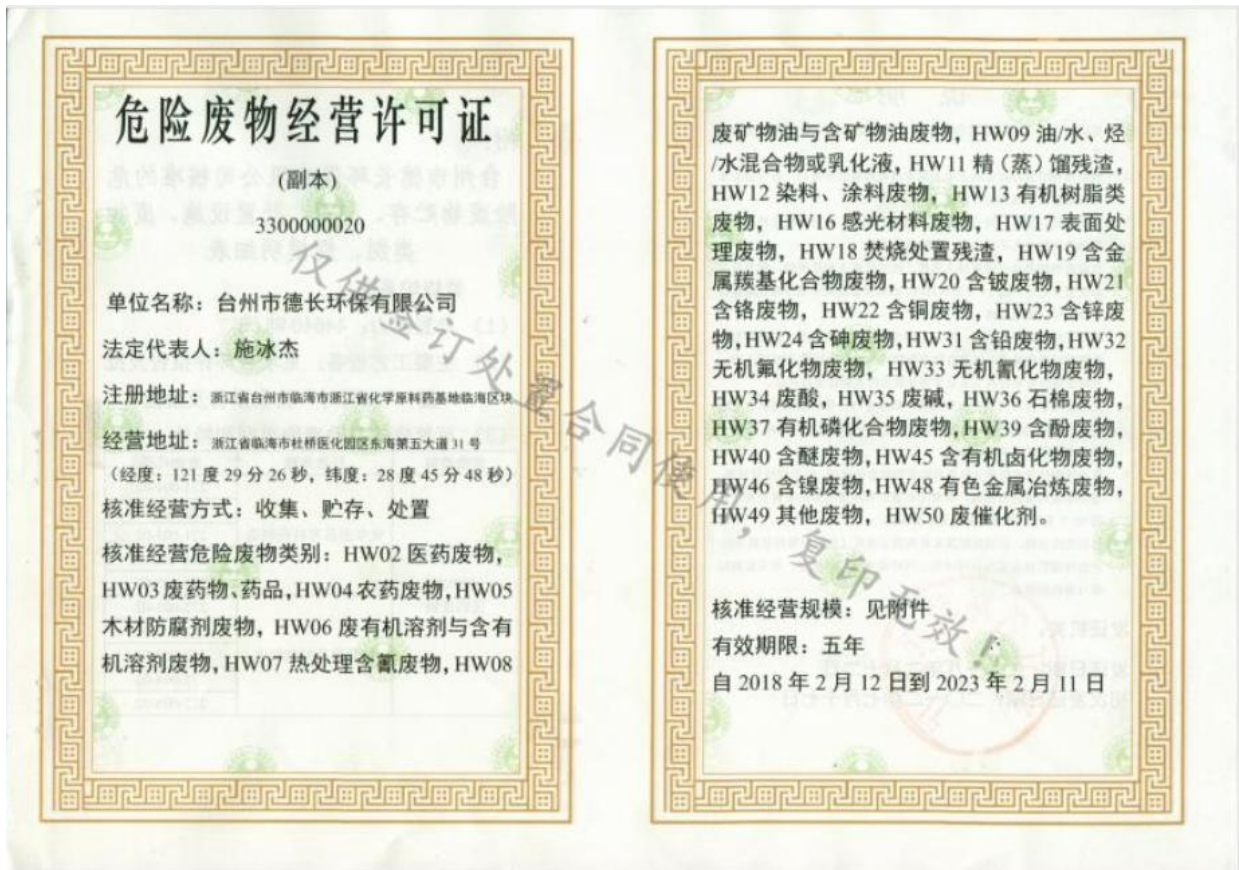 危险废物经营许可证
(副本)
3300000020
单位名称：台州市德长环保有限公司
法定代表人：施冰杰
注册地址：浙江省台州市临海市浙江省化学原料药基地临海区块
经营地址：浙江省临海市杜桥医化园区东海第五大道31号
（经度：121度29分26秒，纬度：28度45分48秒）
核准经营方式：收集、贮存、处置
核准经营危险废物类别：HW02医药废物，
HW03废药物、药品，HW04农药废物，HW05
木材防腐剂废物，HW06废有机溶剂与含有
机溶剂废物，HW07热处理含氰废物，HW08
废矿物油与含矿物油废物，HW09油/水、烃
/水混合物或乳化液，HW11精（蒸）馏残渣，
HW12染料、涂料废物，HW13有机树脂类
废物，HW16感光材料废物，HW17表面处
理废物，HW18焚烧处置残渣，HW19含金
属羰基化合物废物，HW20含铍废物，HW21
含铬废物，HW22含铜废物，HW23含锌废
物，HW24含砷废物，HW31含铅废物，HW32
无机氟化物废物，HW33无机氰化物废物，
HW34废酸，HW35废碱，HW36石棉废物，
HW37有机磷化合物废物，HW39含酚废物，
HW40含醚废物，HW45含有机卤化物废物，
HW46含镍废物，HW48有色金属冶炼废物，
HW49其他废物，HW50废催化剂。
核准经营规模：见附件
有效期限：五年
自2018年2月12日到2023年2月11日
仅供签订处置合同使用，复印无效！